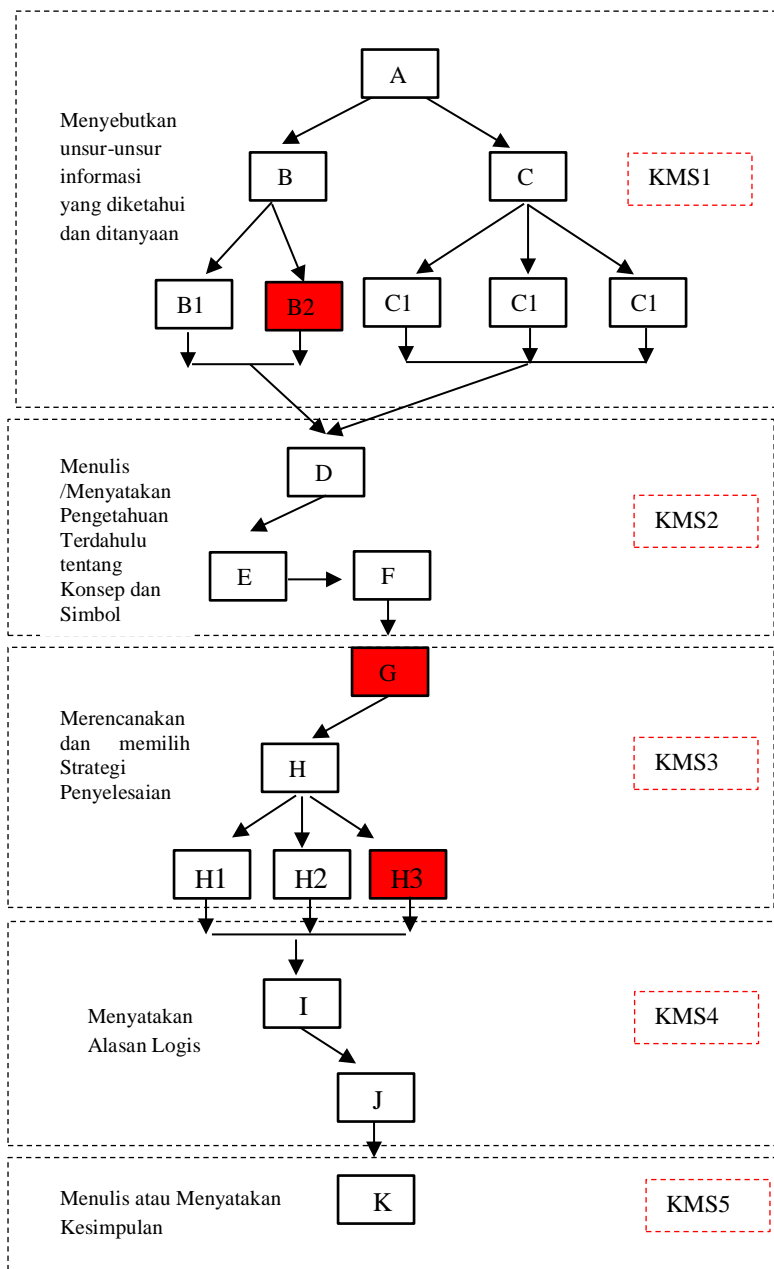 A
Menyebutkan
unsur-unsur
informasi
yang diketahui
dan ditanyaan
B
C
KMS1
B1
B2
C1
C1
C1
Menulis
/Menyatakan
Pengetahuan
Terdahulu
tentang
Konsep dan
Simbol
D
KMS2
E
F
G
Merencanakan
dan memilih
Strategi
Penyelesaian
H
KMS3
H1
H2
H3
Menyatakan
Alasan Logis
I
KMS4
J
Menulis atau Menyatakan
Kesimpulan
K
KMS5